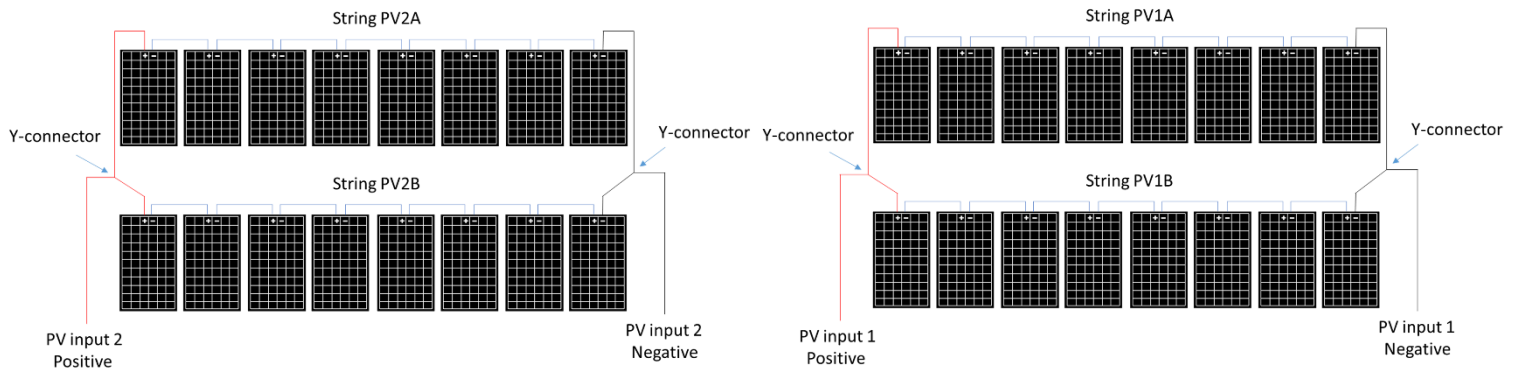 String PV2A
+ - + - + - + - + - + - + - + -
Y-connector
Y-connector
String PV2B
+ - + - + - + - + - + - + - + -
PV input 2
Positive
PV input 2
Negative
String PV1A
+ - + - + - + - + - + - + - + -
Y-connector
Y-connector
String PV1B
+ - + - + - + - + - + - + - + -
PV input 1
Positive
PV input 1
Negative